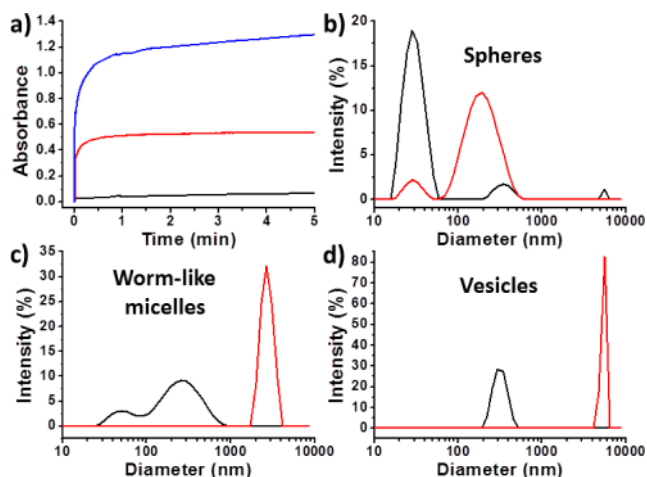 a)
1.4
1.2
1.0
0.8
0.6
0.4
0.2
0.0
Absorbance
0 1 2 3 4 5
Time (min)
b)
Spheres
20
15
10
5
0
Intensity (%)
10 100 1000 10000
Diameter (nm)
c)
Worm-like
micelles
35
30
25
20
15
10
5
0
Intensity (%)
10 100 1000 10000
Diameter (nm)
d)
Vesicles
80
70
60
50
40
30
20
10
0
Intensity (%)
10 100 1000 10000
Diameter (nm)